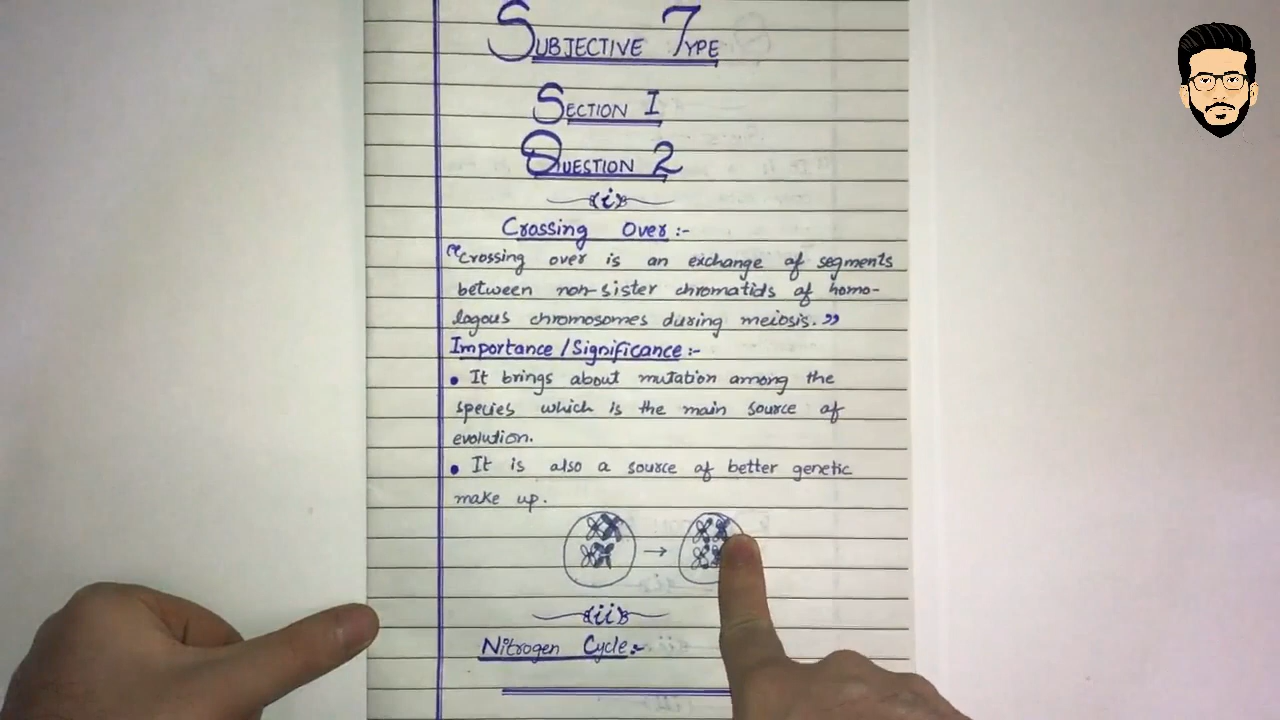 SUBJECTIVE TYPE
SECTION I
QUESTION 2
(i)
Crossing Over :-
"Crossing over is an exchange of segments
between non-sister chromatids of homo-
logous chromosomes during meiosis."
Importance/Significance :-
• It brings about mutation among the
species which is the main source of
evolution.
• It is also a source of better genetic
make up.
→
(ii)
Nitrogen Cycle:-